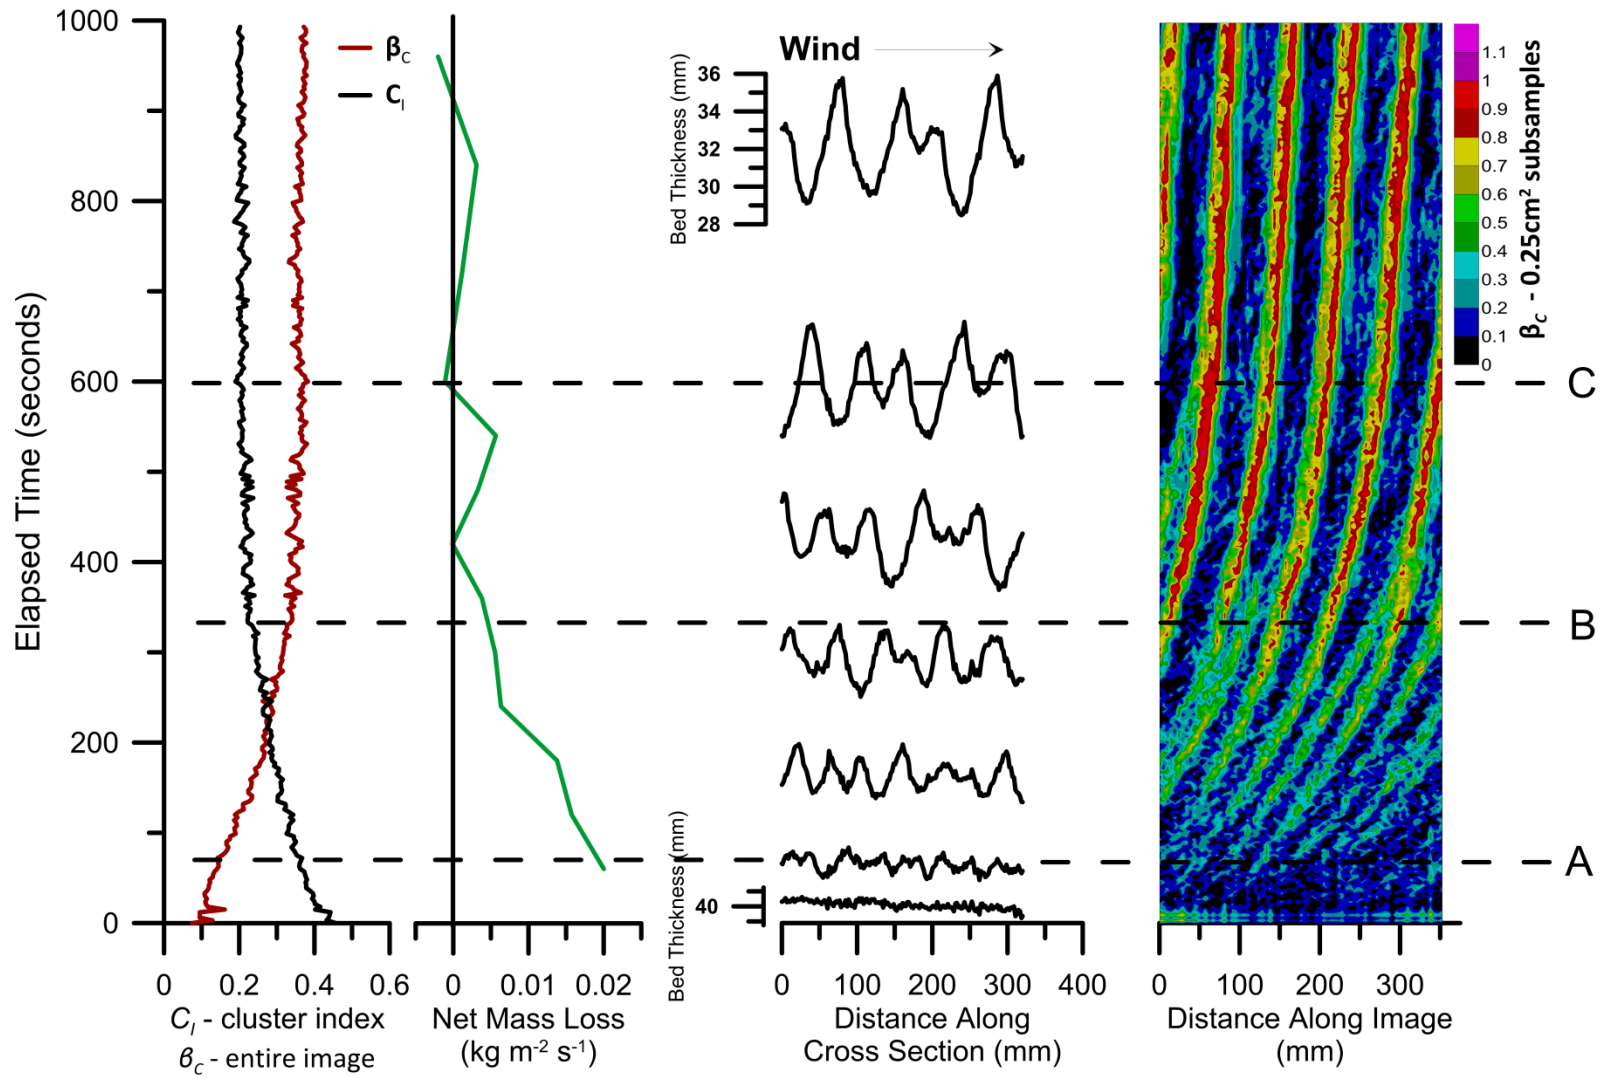 1000
800
600
400
200
0
Elapsed Time (seconds)
βC
CI
0 0.2 0.4 0.6
CI - cluster index
βC - entire image
0 0.01 0.02
Net Mass Loss
(kg m-2 s-1)
Wind
36
34
32
30
28
Bed Thickness (mm)
40
Bed Thickness (mm)
0 100 200 300 400
Distance Along
Cross Section (mm)
0 100 200 300
Distance Along Image
(mm)
1.1
1
0.9
0.8
0.7
0.6
0.5
0.4
0.3
0.2
0.1
0
βC - 0.25cm2 subsamples
C
B
A